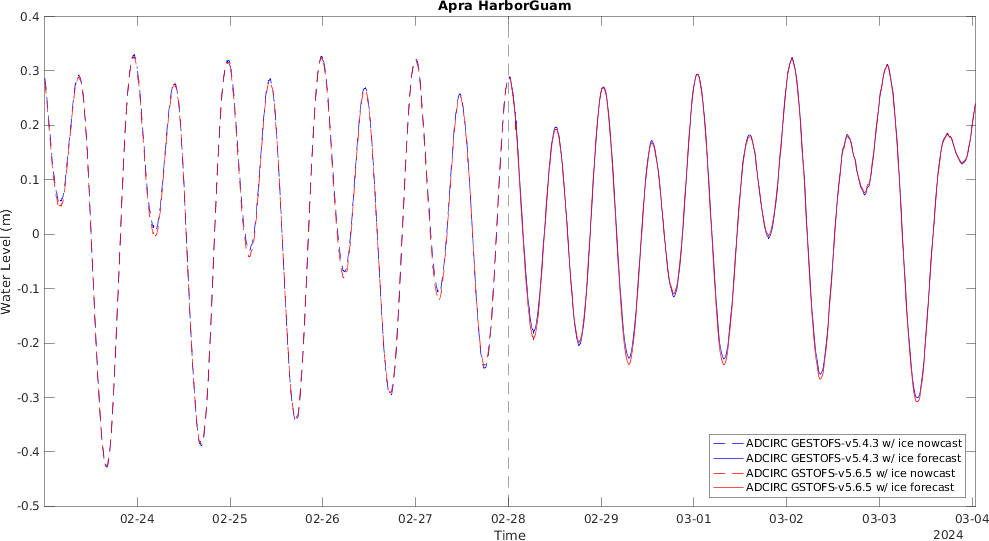 Apra HarborGuam
0.4
0.3
0.2
0.1
0
-0.1
-0.2
-0.3
-0.4
-0.5
Water Level (m)
ADCIRC GESTOFS-v5.4.3 w/ ice nowcast
ADCIRC GESTOFS-v5.4.3 w/ ice forecast
ADCIRC GSTOFS-v5.6.5 w/ ice nowcast
ADCIRC GSTOFS-v5.6.5 w/ ice forecast
02-24 02-25 02-26 02-27 02-28 02-29 03-01 03-02 03-03 03-04
Time
2024